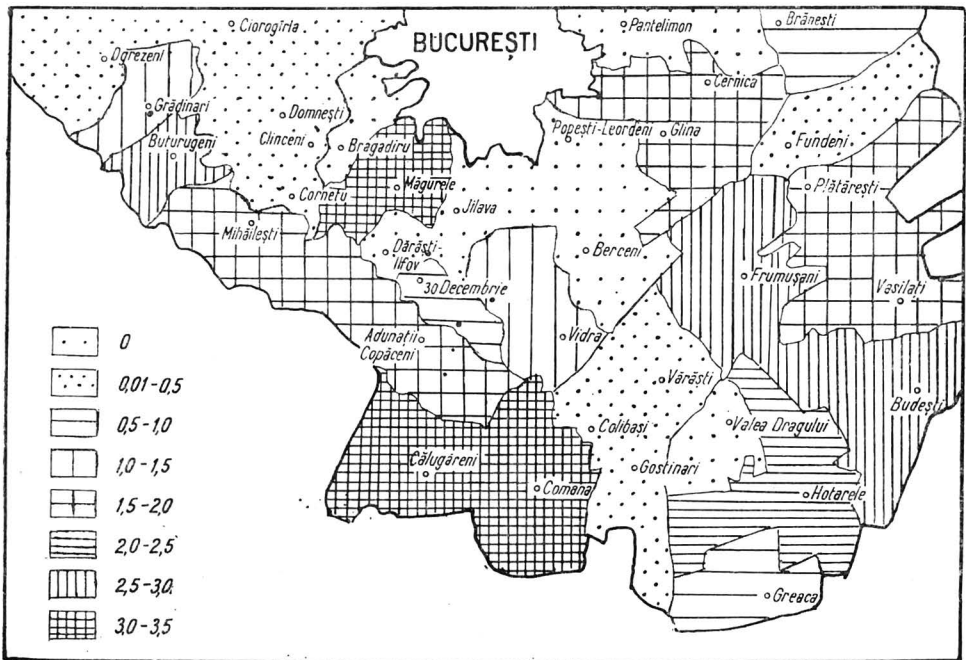 Ciorogîrla
Pantelimon
Brănești
BUCUREȘTI
Ogrezeni
Cernica
Grădinari
Domnești
Popești-Leordeni
Glina
Buturugeni
Clinceni
Bragadiru
Fundeni
Măgurele
Plătărești
Cornetu
Jilava
Mihăilești
Dărăști-
Ilfov
Berceni
30 Decembrie
Frumușani
Vasilați
Adunații
Copăceni
Vidra
Vărăști
Budești
Colibași
Valea Dragului
Călugăreni
Gostinari
Comana
Hotarele
Greaca
0
0,01-0,5
0,5-1,0
1,0-1,5
1,5-2,0
2,0-2,5
2,5-3,0
3,0-3,5